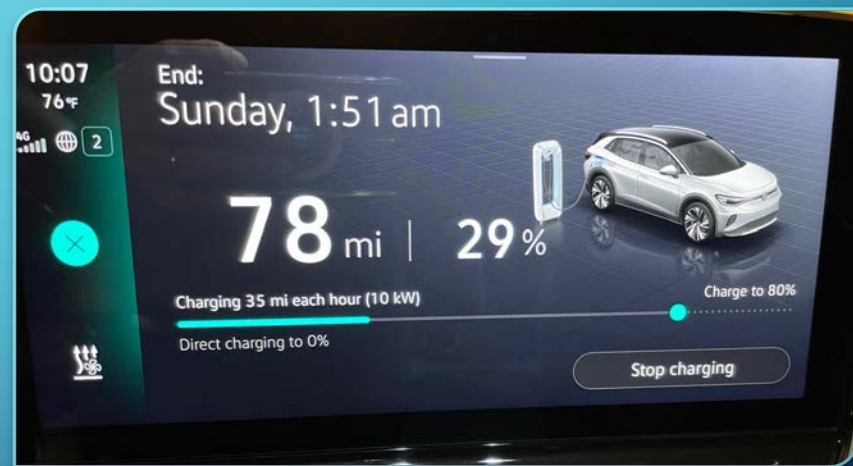 10:07
76°F
4G 2
End:
Sunday, 1:51 am
78 mi | 29 %
Charging 35 mi each hour (10 kW)
Charge to 80%
Direct charging to 0%
Stop charging